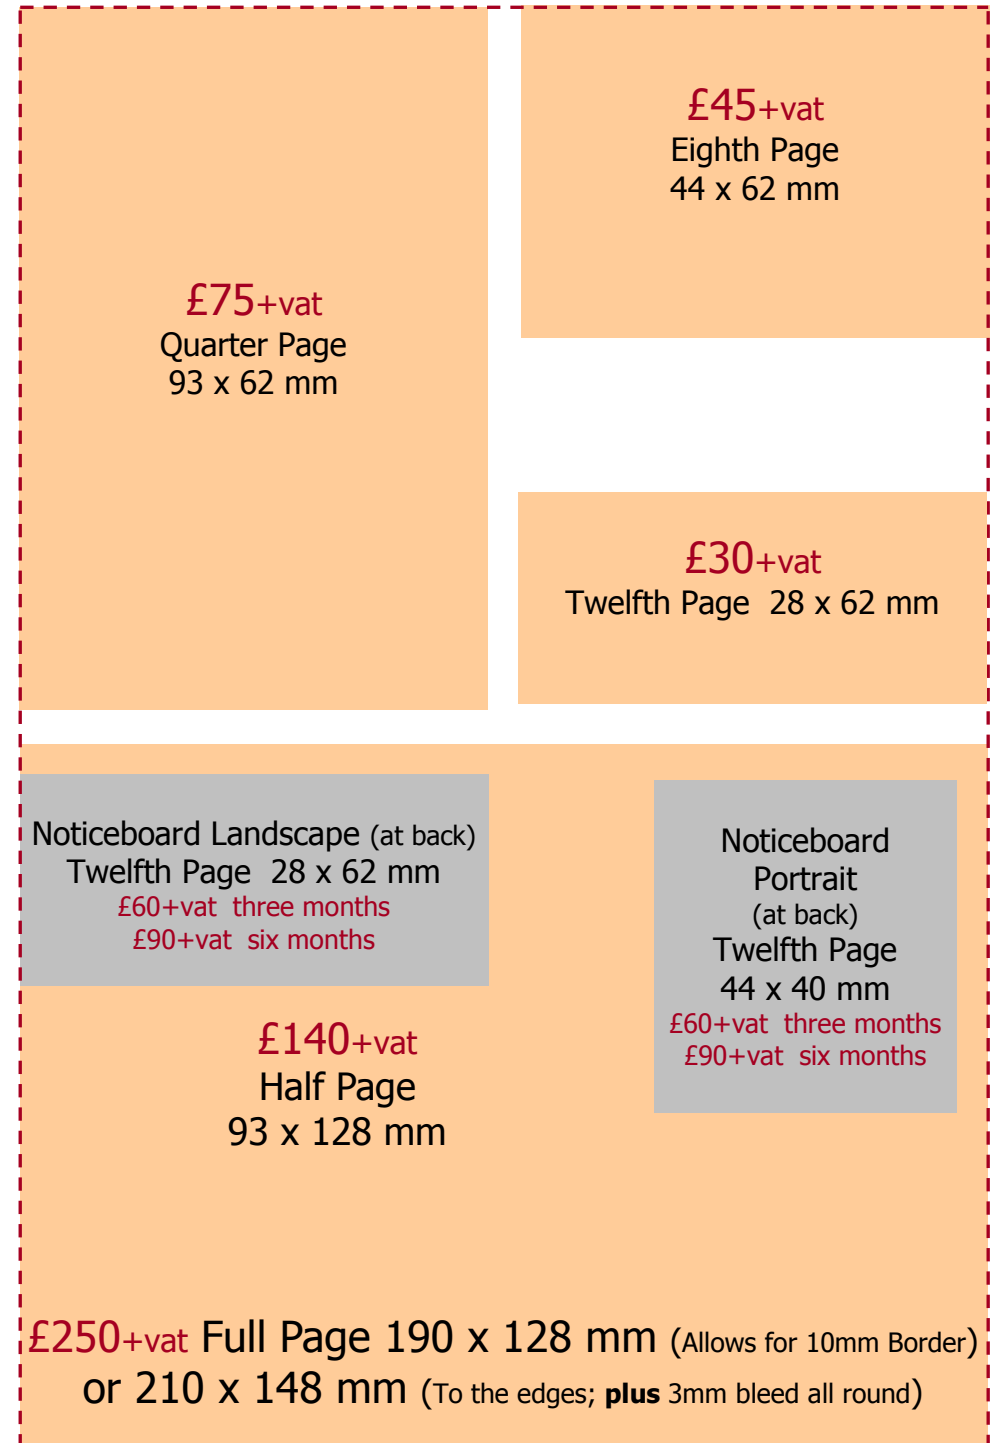 £45+vat
Eighth Page
44 x 62 mm
£75+vat
Quarter Page
93 x 62 mm
£30+vat
Twelfth Page  28 x 62 mm
Noticeboard Landscape (at back)
Twelfth Page  28 x 62 mm
£60+vat  three months
£90+vat  six months
Noticeboard
Portrait
(at back)
Twelfth Page
44 x 40 mm
£60+vat  three months
£90+vat  six months
£140+vat
Half Page
93 x 128 mm
£250+vat Full Page 190 x 128 mm (Allows for 10mm Border)
or 210 x 148 mm (To the edges; plus 3mm bleed all round)